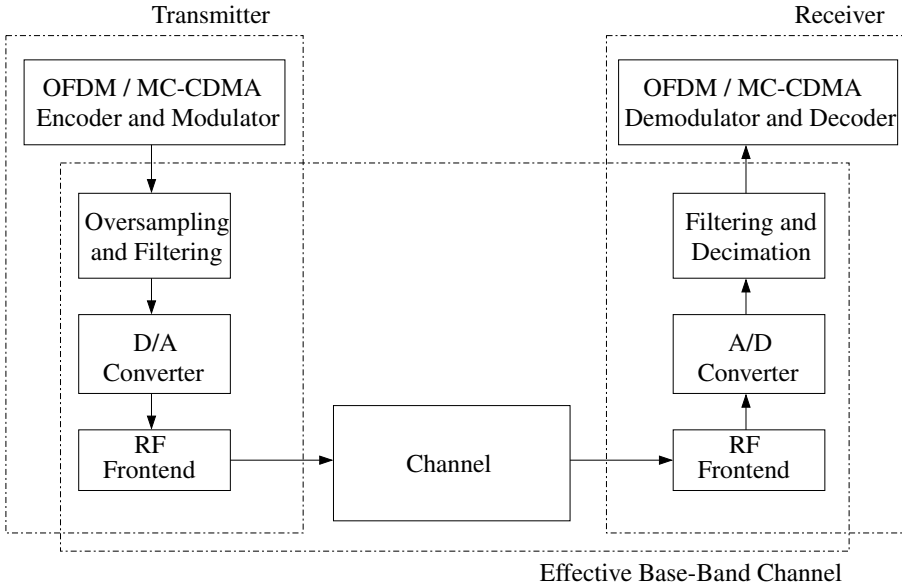 Transmitter
Receiver
OFDM / MC-CDMA
Encoder and Modulator
OFDM / MC-CDMA
Demodulator and Decoder
Oversampling
and Filtering
Filtering and
Decimation
D/A
Converter
A/D
Converter
RF
Frontend
Channel
RF
Frontend
Effective Base-Band Channel